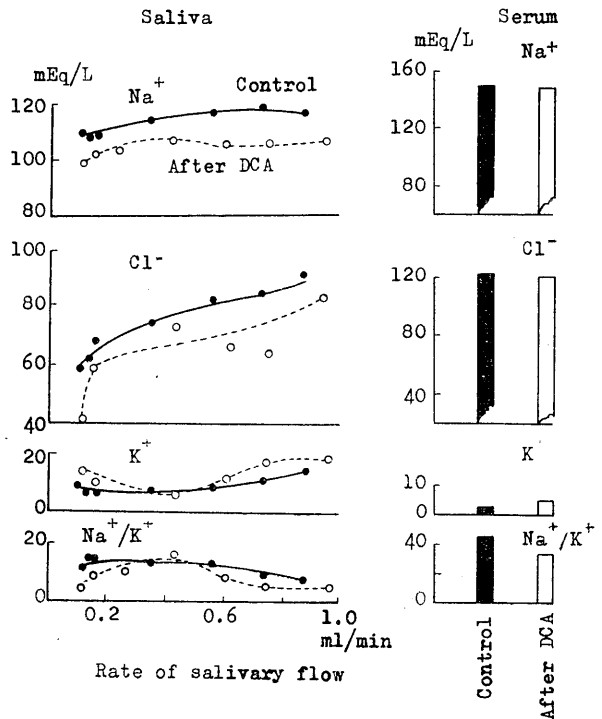 Saliva
Serum
mEq/L
Na⁺
Control
120
100
80
After DCA
mEq/L
Na⁺
160
120
80
Cl⁻
100
80
60
40
Cl⁻
120
80
40
K⁺
20
0
K
10
0
Na⁺/K⁺
20
0
Na⁺/K⁺
40
0
0.2
0.6
1.0
ml/min
Rate of salivary flow
Control
After DCA